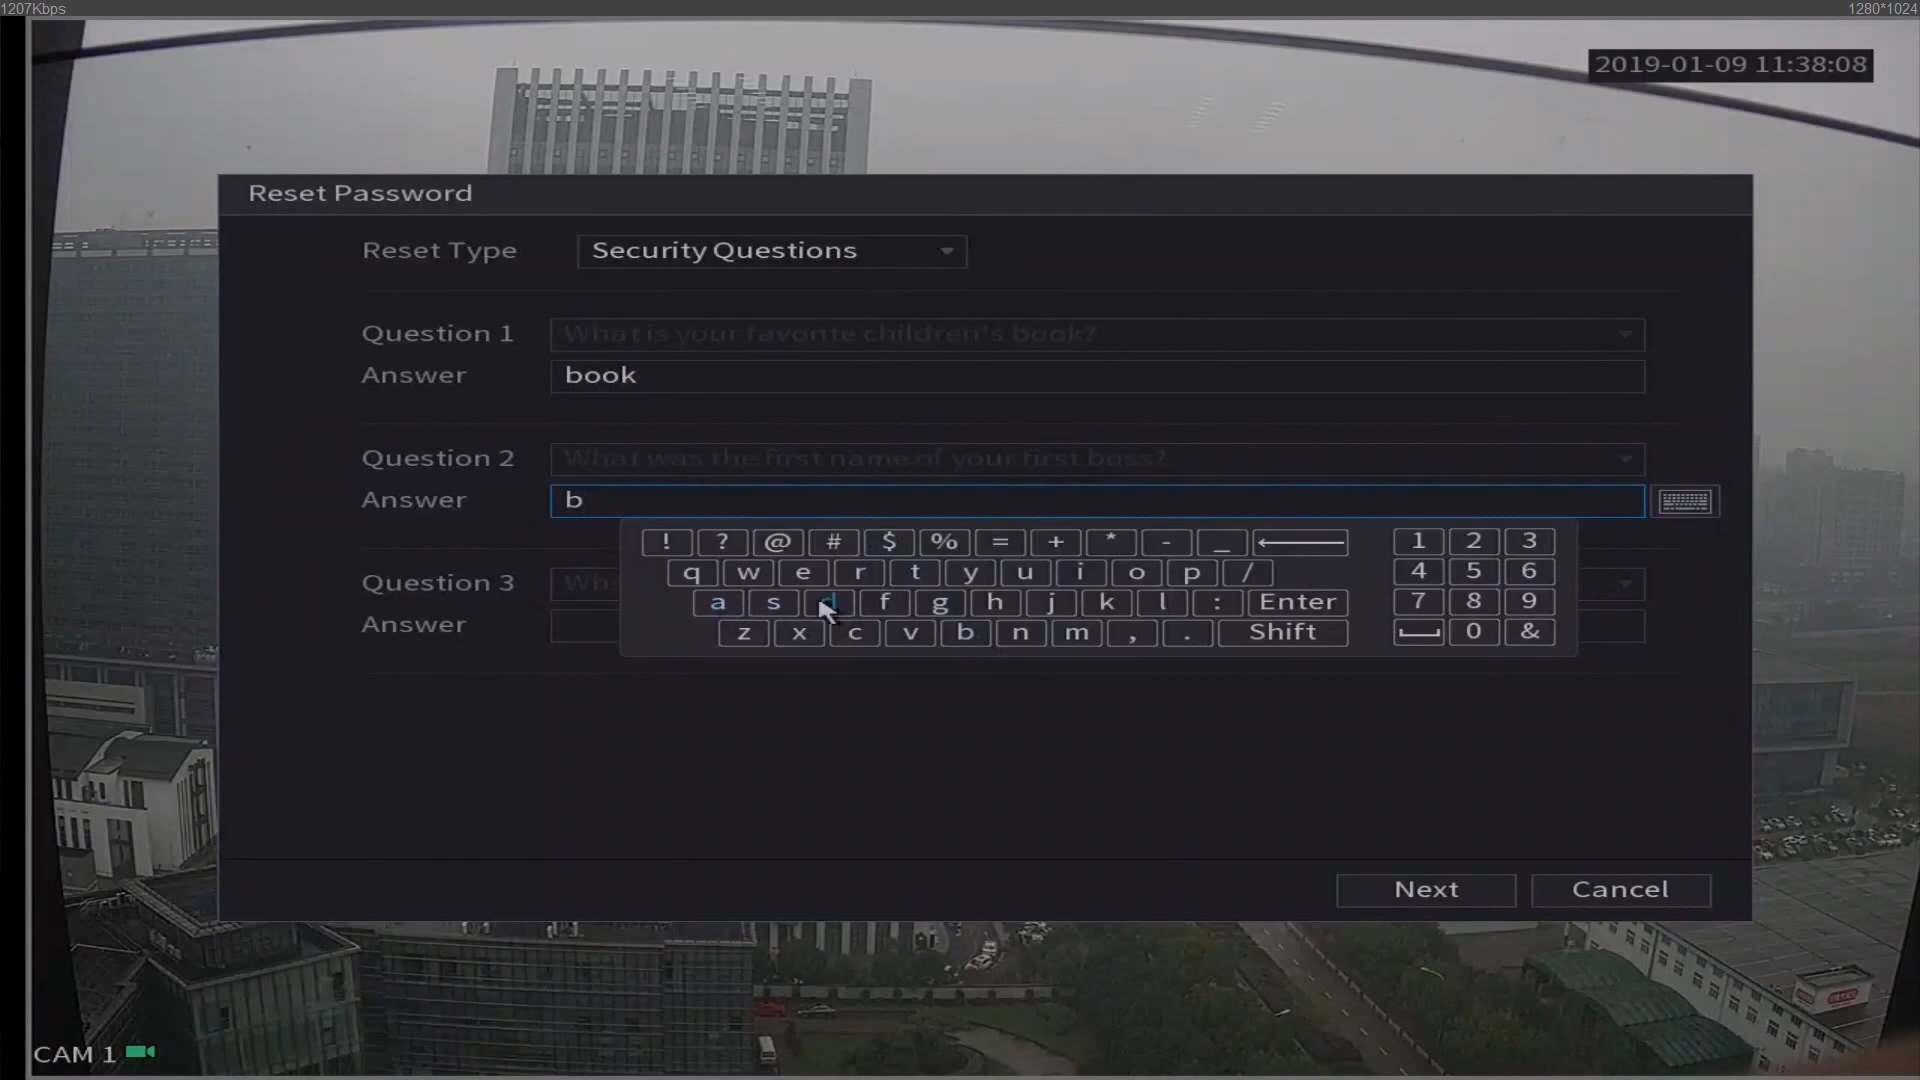 1207Kbps
1280*1024
2019-01-09 11:38:08
Reset Password
Reset Type Security Questions
Question 1 What is your favorite children's book?
Answer book
Question 2 What was the first name of your first boss?
Answer b
! ? @ # $ % = + * - _
1 2 3
q w e r t y u i o p /
4 5 6
Question 3
a s d f g h j k l : Enter
7 8 9
Answer
z x c v b n m , . Shift
0 &
Next Cancel
CAM 1